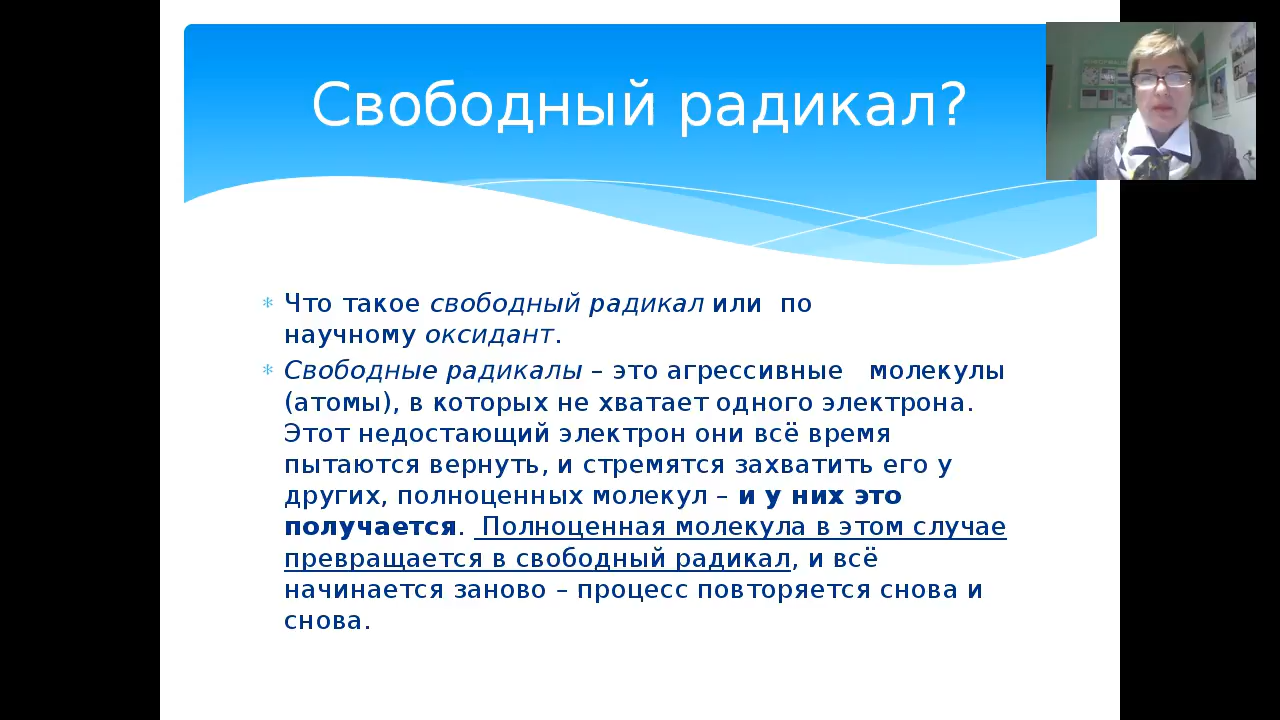 Свободный радикал?
Что такое свободный радикал или по
научному оксидант.
Свободные радикалы – это агрессивные молекулы
(атомы), в которых не хватает одного электрона.
Этот недостающий электрон они всё время
пытаются вернуть, и стремятся захватить его у
других, полноценных молекул – и у них это
получается. Полноценная молекула в этом случае
превращается в свободный радикал, и всё
начинается заново – процесс повторяется снова и
снова.